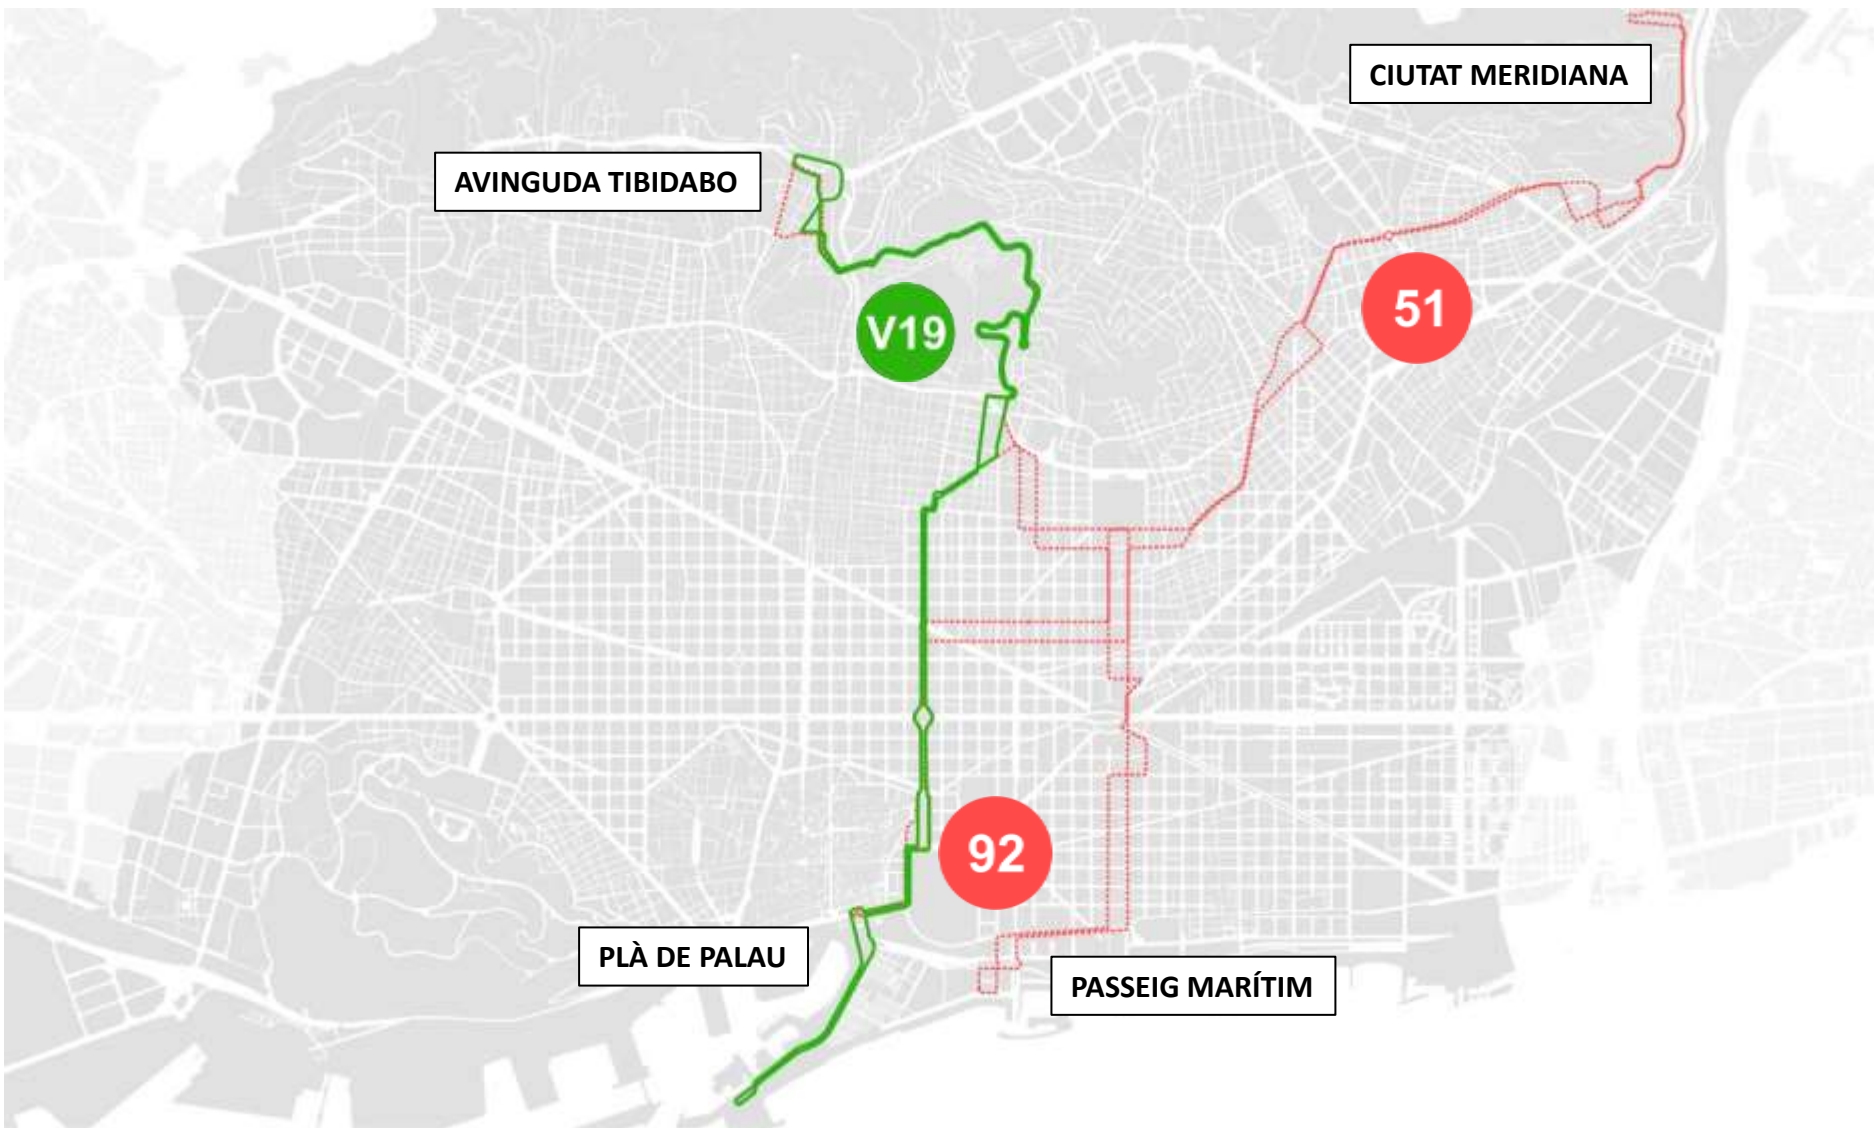 CIUTAT MERIDIANA
AVINGUDA TIBIDABO
51
V19
92
PLÀ DE PALAU
PASSEIG MARÍTIM